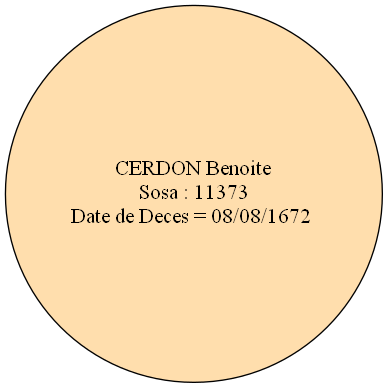 CERDON Benoite
Sosa : 11373
Date de Deces = 08/08/1672